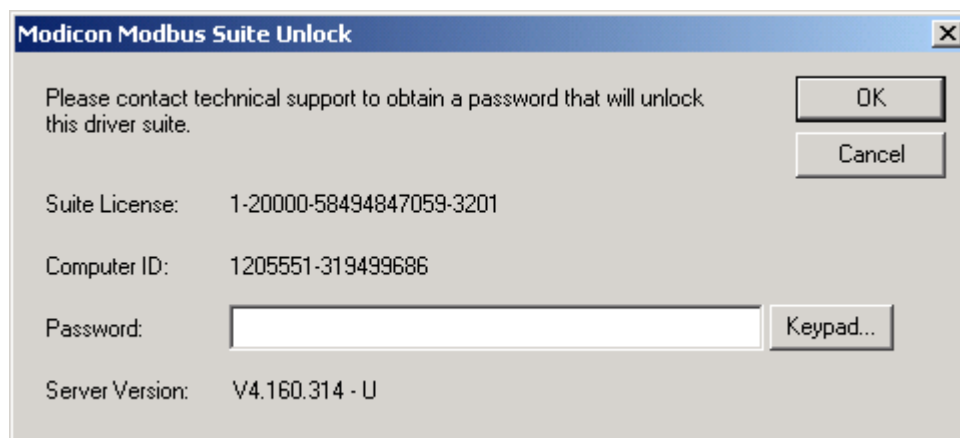 Modicon Modbus Suite Unlock
Please contact technical support to obtain a password that will unlock
this driver suite.
OK
Cancel
Suite License: 1-20000-58494847059-3201
Computer ID: 1205551-319499686
Password:
Keypad...
Server Version: V4.160.314 - U